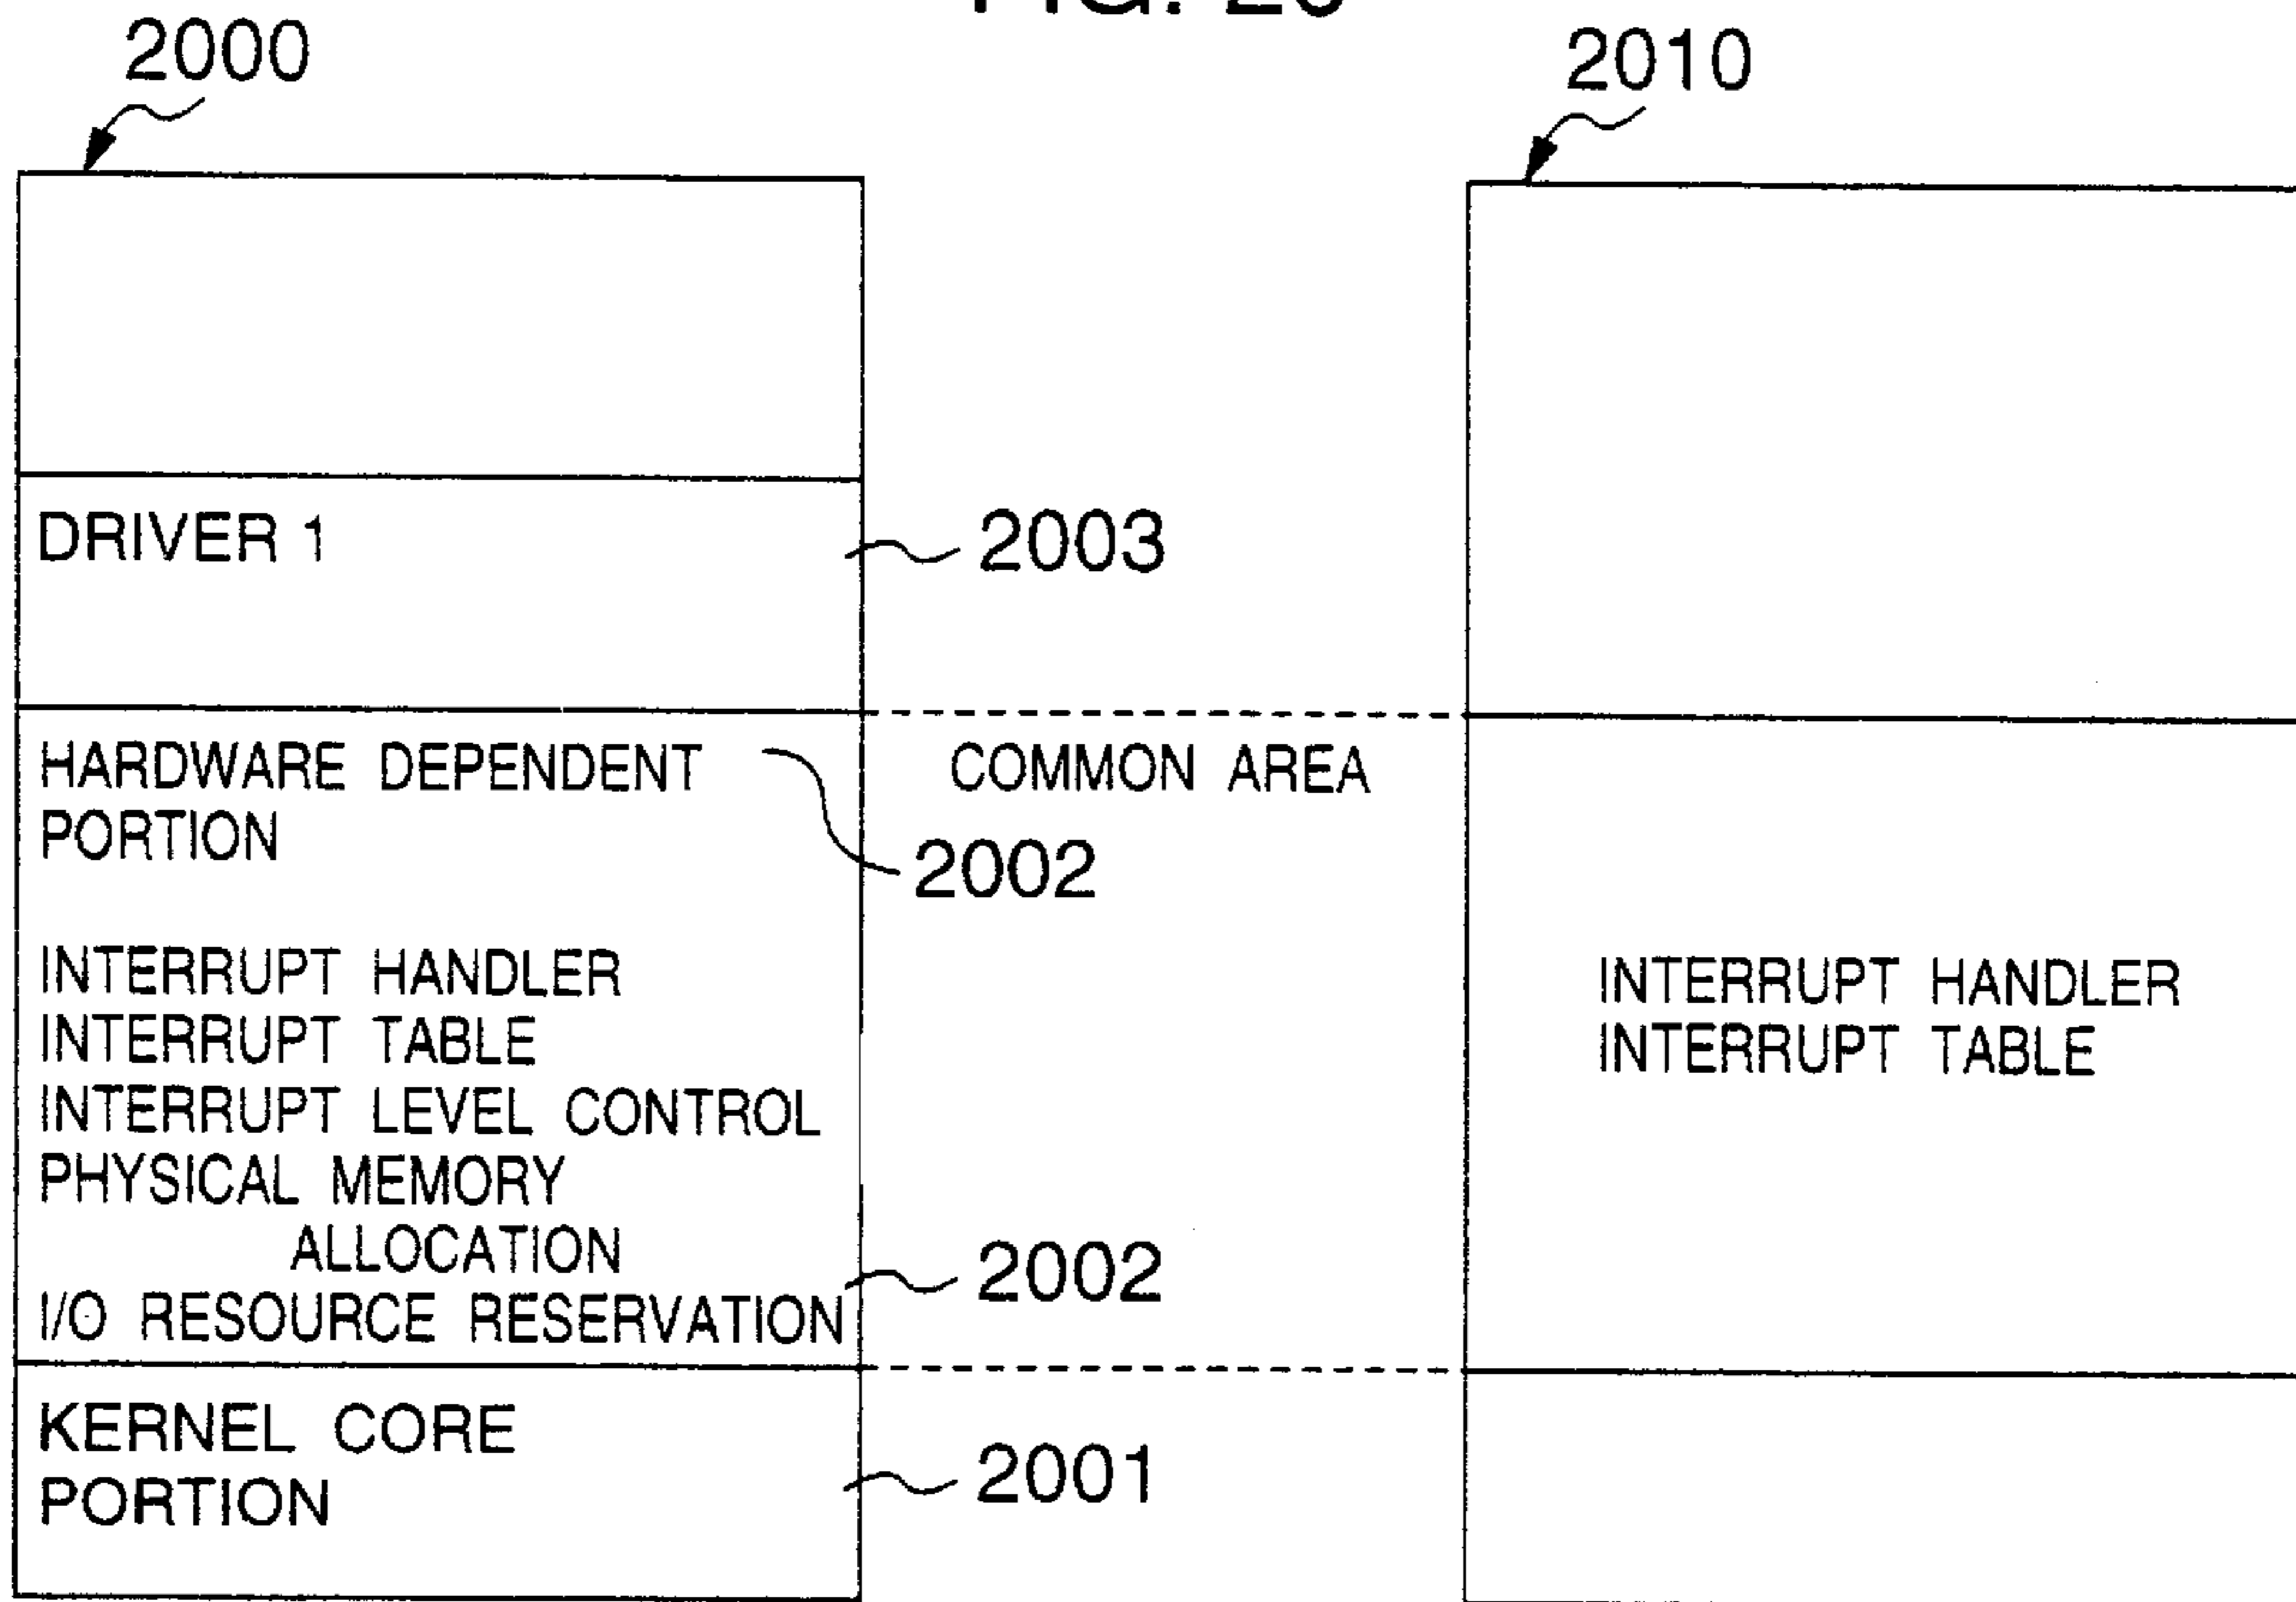 2000
2010
DRIVER 1
2003
HARDWARE DEPENDENT
PORTION
COMMON AREA
2002
INTERRUPT HANDLER
INTERRUPT TABLE
INTERRUPT LEVEL CONTROL
PHYSICAL MEMORY
ALLOCATION
I/O RESOURCE RESERVATION
2002
INTERRUPT HANDLER
INTERRUPT TABLE
KERNEL CORE
PORTION
2001